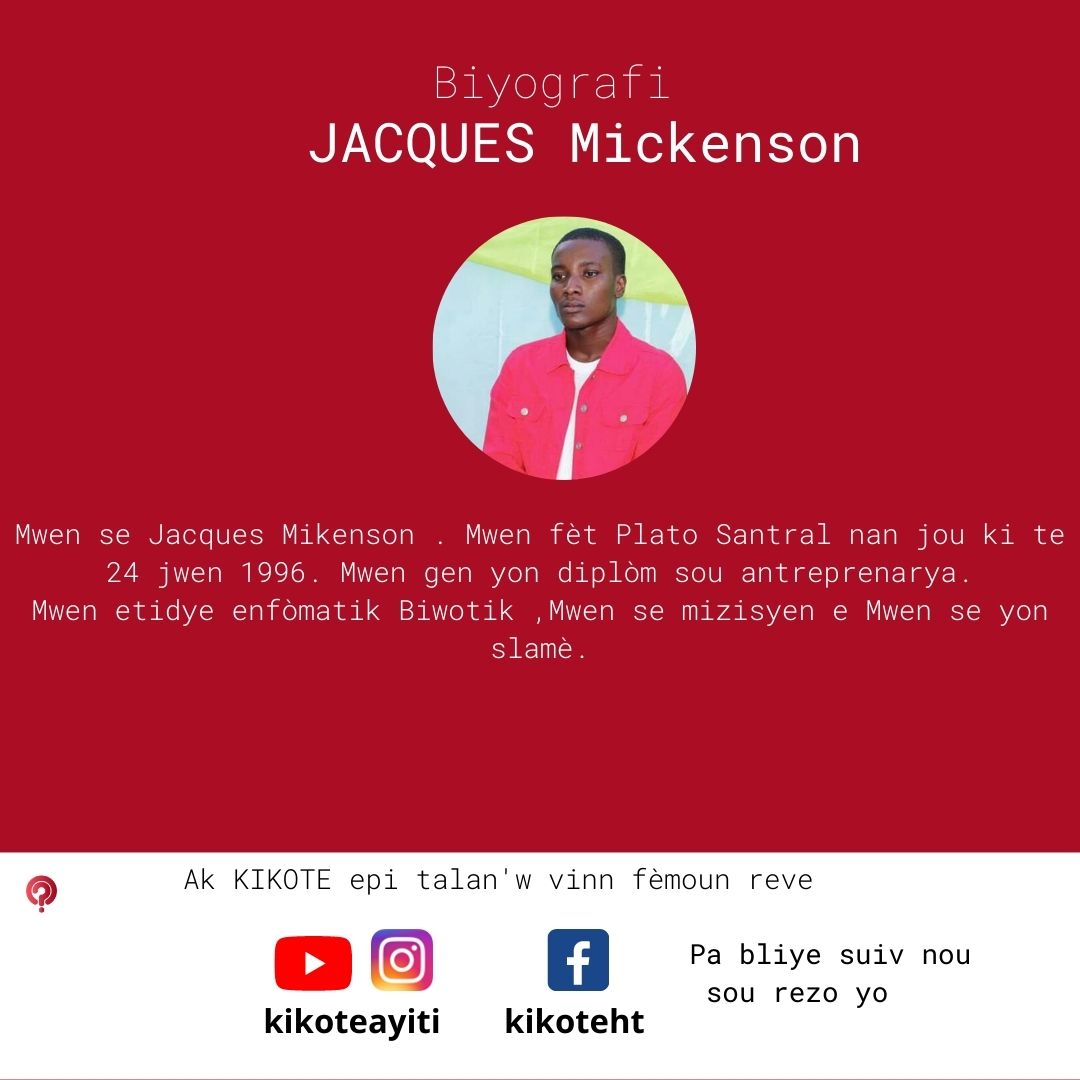 Biyografi
JACQUES Mickenson
Mwen se Jacques Mikenson . Mwen fèt Plato Santral nan jou ki te
24 jwen 1996. Mwen gen yon diplòm sou antreprenarya.
Mwen etidye enfòmatik Biwotik ,Mwen se mizisyen e Mwen se yon
slamè.
Ak KIKOTE epi talan'w vinn fèmoun reve
kikoteayiti
kikoteht
Pa bliye suiv nou
sou rezo yo